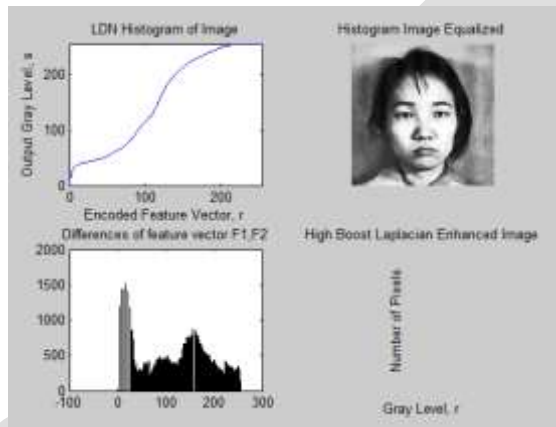 LDN Histogram of Image
Output Gray Level, s
200
100
0
0
100
200
Encoded Feature Vector, r
Histogram Image Equalized
Differences of feature vector F1,F2
2000
1500
1000
500
0
-100
0
100
200
300
High Boost Laplacian Enhanced Image
Number of Pixels
Gray Level, r